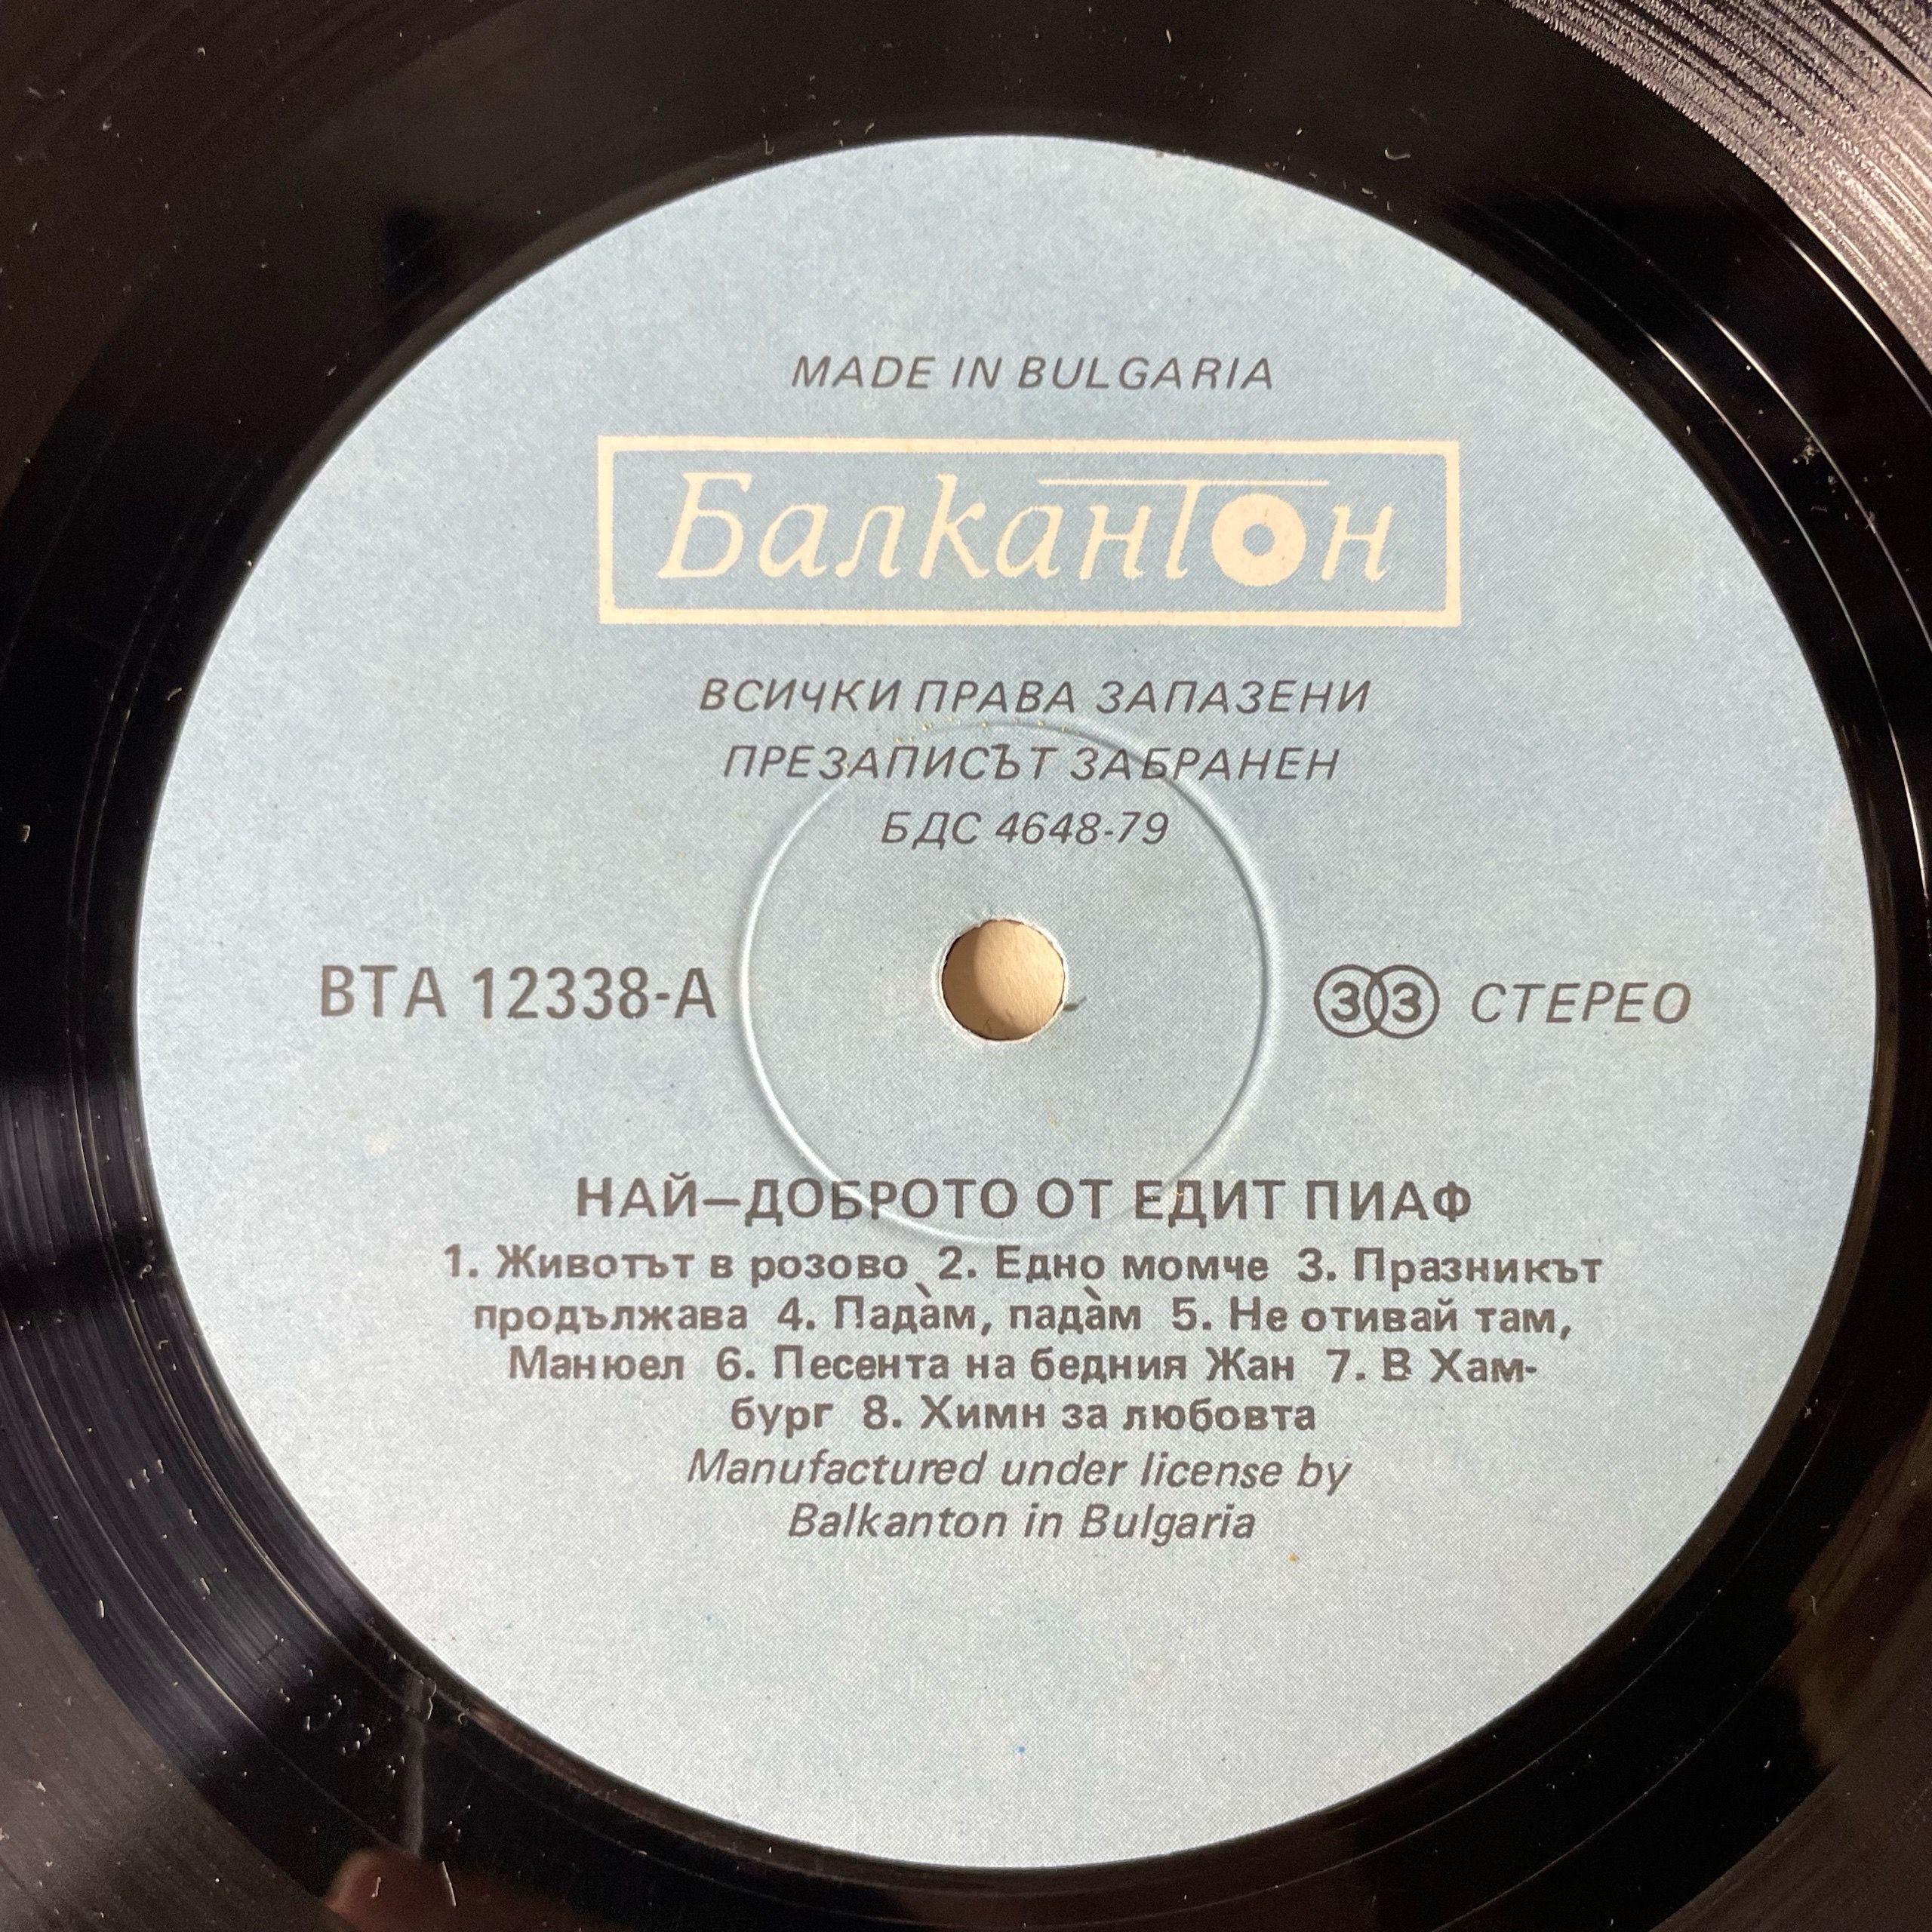 MADE IN BULGARIA
Балкантон
ВСИЧКИ ПРАВА ЗАПАЗЕНИ
ПРЕЗАПИСЪТ ЗАБРАНЕН
БДС 4648-79
ВТА 12338-А
33 СТЕРЕО
НАЙ–ДОБРОТО ОТ ЕДИТ ПИАФ
1. Животът в розово 2. Едно момче 3. Празникът
продължава 4. Пада̀м, пада̀м 5. Не отивай там,
Манюел 6. Песента на бедния Жан 7. В Хам-
бург 8. Химн за любовта
Manufactured under license by
Balkanton in Bulgaria